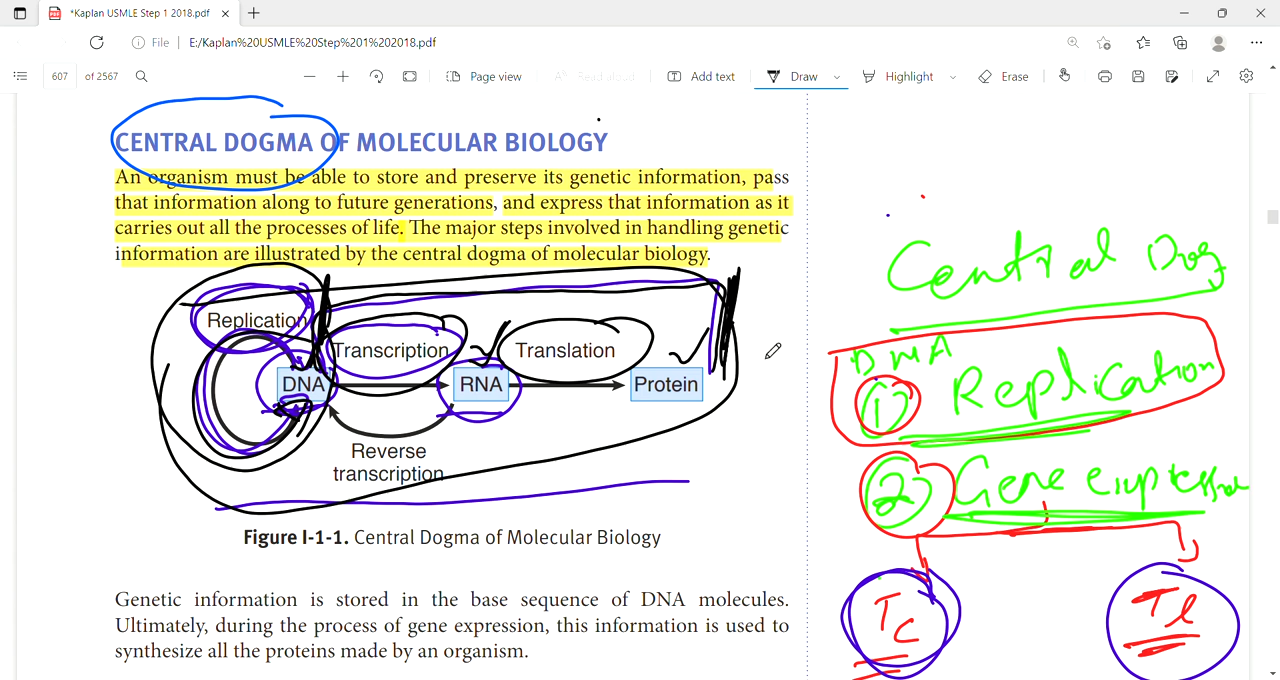 *Kaplan USMLE Step 1 2018.pdf
File E:/Kaplan%20USMLE%20Step%201%202018.pdf
607 of 2567 Page view Read aloud Add text Draw Highlight Erase
CENTRAL DOGMA OF MOLECULAR BIOLOGY
An organism must be able to store and preserve its genetic information, pass
that information along to future generations, and express that information as it
carries out all the processes of life. The major steps involved in handling genetic
information are illustrated by the central dogma of molecular biology.
Replication
Transcription Translation
DNA RNA Protein
Reverse
transcription
Figure I-1-1. Central Dogma of Molecular Biology
Genetic information is stored in the base sequence of DNA molecules.
Ultimately, during the process of gene expression, this information is used to
synthesize all the proteins made by an organism.
Central Dog
DNA
1 Replication
2 Gene expression
Tc Tl